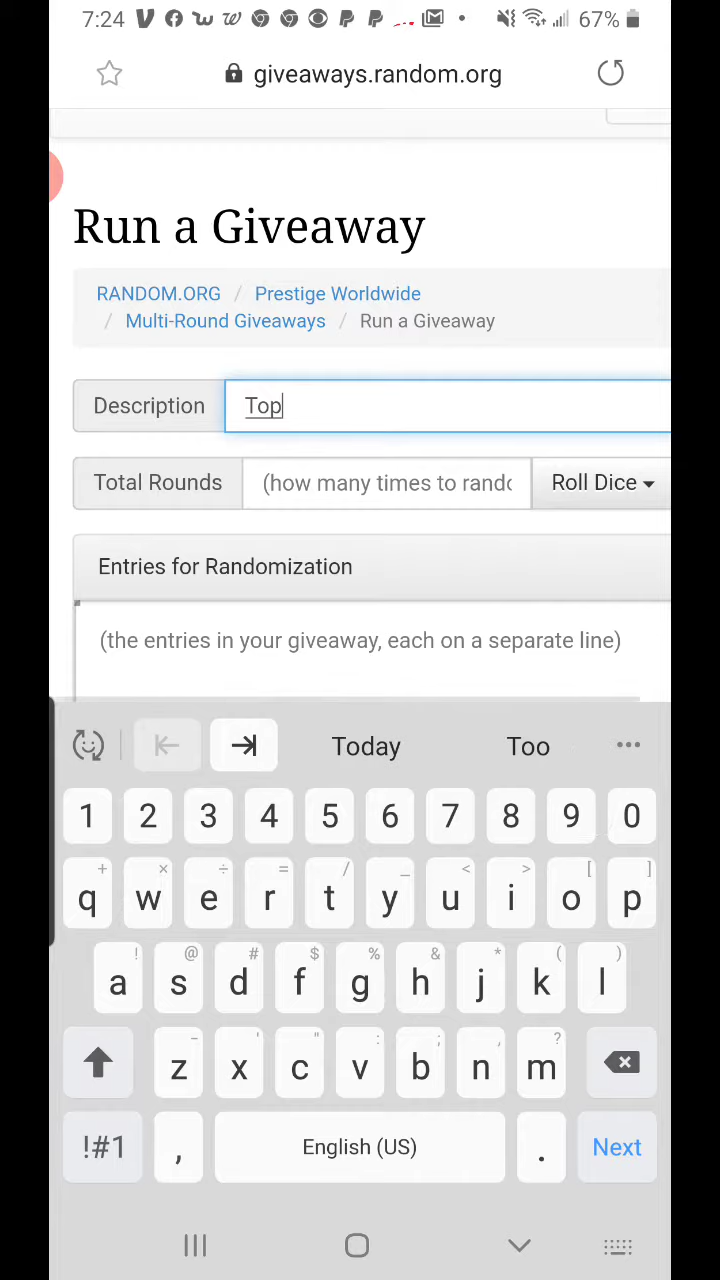 7:24 67%
giveaways.random.org
Run a Giveaway
RANDOM.ORG / Prestige Worldwide
/ Multi-Round Giveaways / Run a Giveaway
Description Top
Total Rounds (how many times to rando Roll Dice
Entries for Randomization
(the entries in your giveaway, each on a separate line)
Today Too ...
1 2 3 4 5 6 7 8 9 0
+ × ÷ = / _ < > [ ]
q w e r t y u i o p
! @ # $ % & * ( )
a s d f g h j k l
- ' " : ; , ?
z x c v b n m
!#1 , English (US) . Next